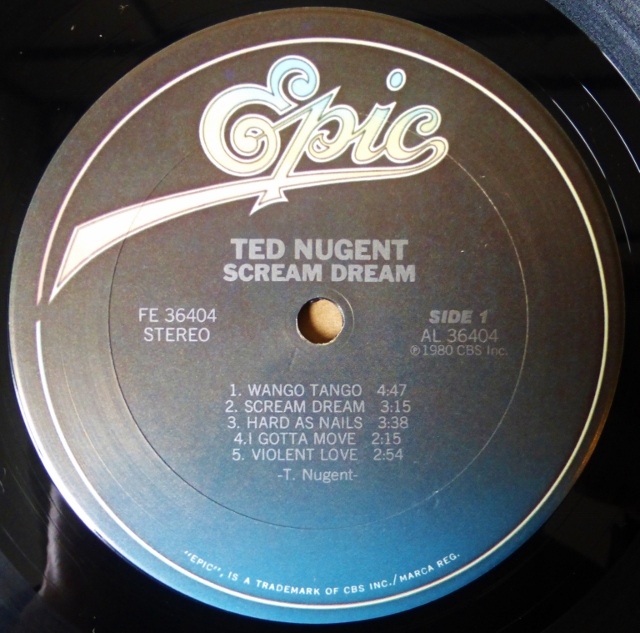 Epic
TED NUGENT
SCREAM DREAM
FE 36404
STEREO
SIDE 1
AL 36404
℗1980 CBS Inc.
1. WANGO TANGO 4:47
2. SCREAM DREAM 3:15
3. HARD AS NAILS 3:38
4.I GOTTA MOVE 2:15
5. VIOLENT LOVE 2:54
-T. Nugent-
"EPIC", IS A TRADEMARK OF CBS INC./MARCA REG.